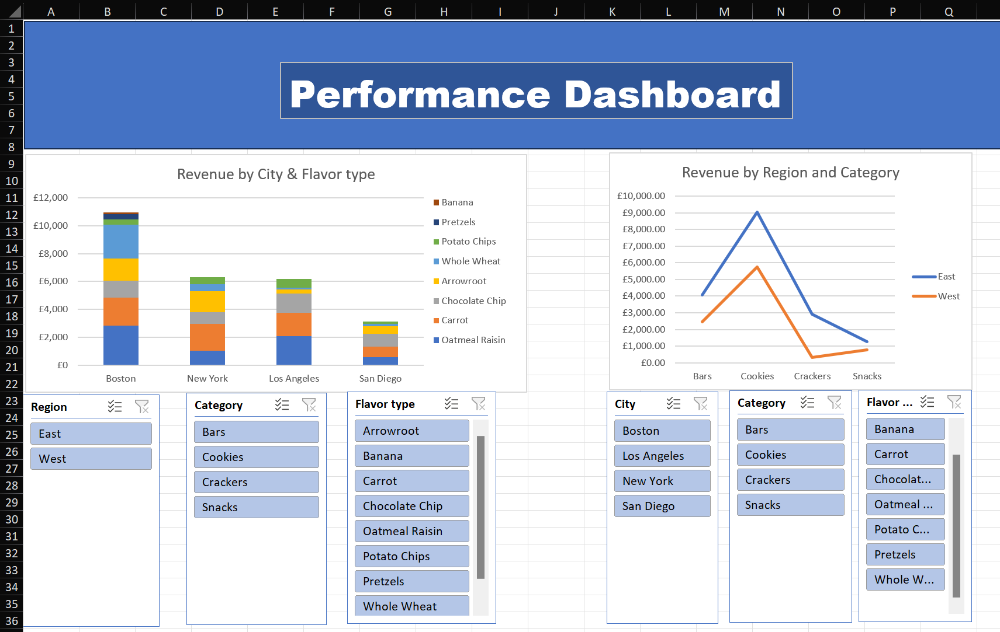 A B C D E F G H I J K L M N O P Q
1
2
3
4
5
6
7
8
9
10
11
12
13
14
15
16
17
18
19
20
21
22
23
24
25
26
27
28
29
30
31
32
33
34
35
36
Performance Dashboard
Revenue by City & Flavor type
£12,000
£10,000
£8,000
£6,000
£4,000
£2,000
£0
Boston New York Los Angeles San Diego
Banana
Pretzels
Potato Chips
Whole Wheat
Arrowroot
Chocolate Chip
Carrot
Oatmeal Raisin
Revenue by Region and Category
£10,000.00
£9,000.00
£8,000.00
£7,000.00
£6,000.00
£5,000.00
£4,000.00
£3,000.00
£2,000.00
£1,000.00
£0.00
Bars Cookies Crackers Snacks
East
West
Region
East
West
Category
Bars
Cookies
Crackers
Snacks
Flavor type
Arrowroot
Banana
Carrot
Chocolate Chip
Oatmeal Raisin
Potato Chips
Pretzels
Whole Wheat
City
Boston
Los Angeles
New York
San Diego
Category
Bars
Cookies
Crackers
Snacks
Flavor ...
Banana
Carrot
Chocolat...
Oatmeal ...
Potato C...
Pretzels
Whole W...